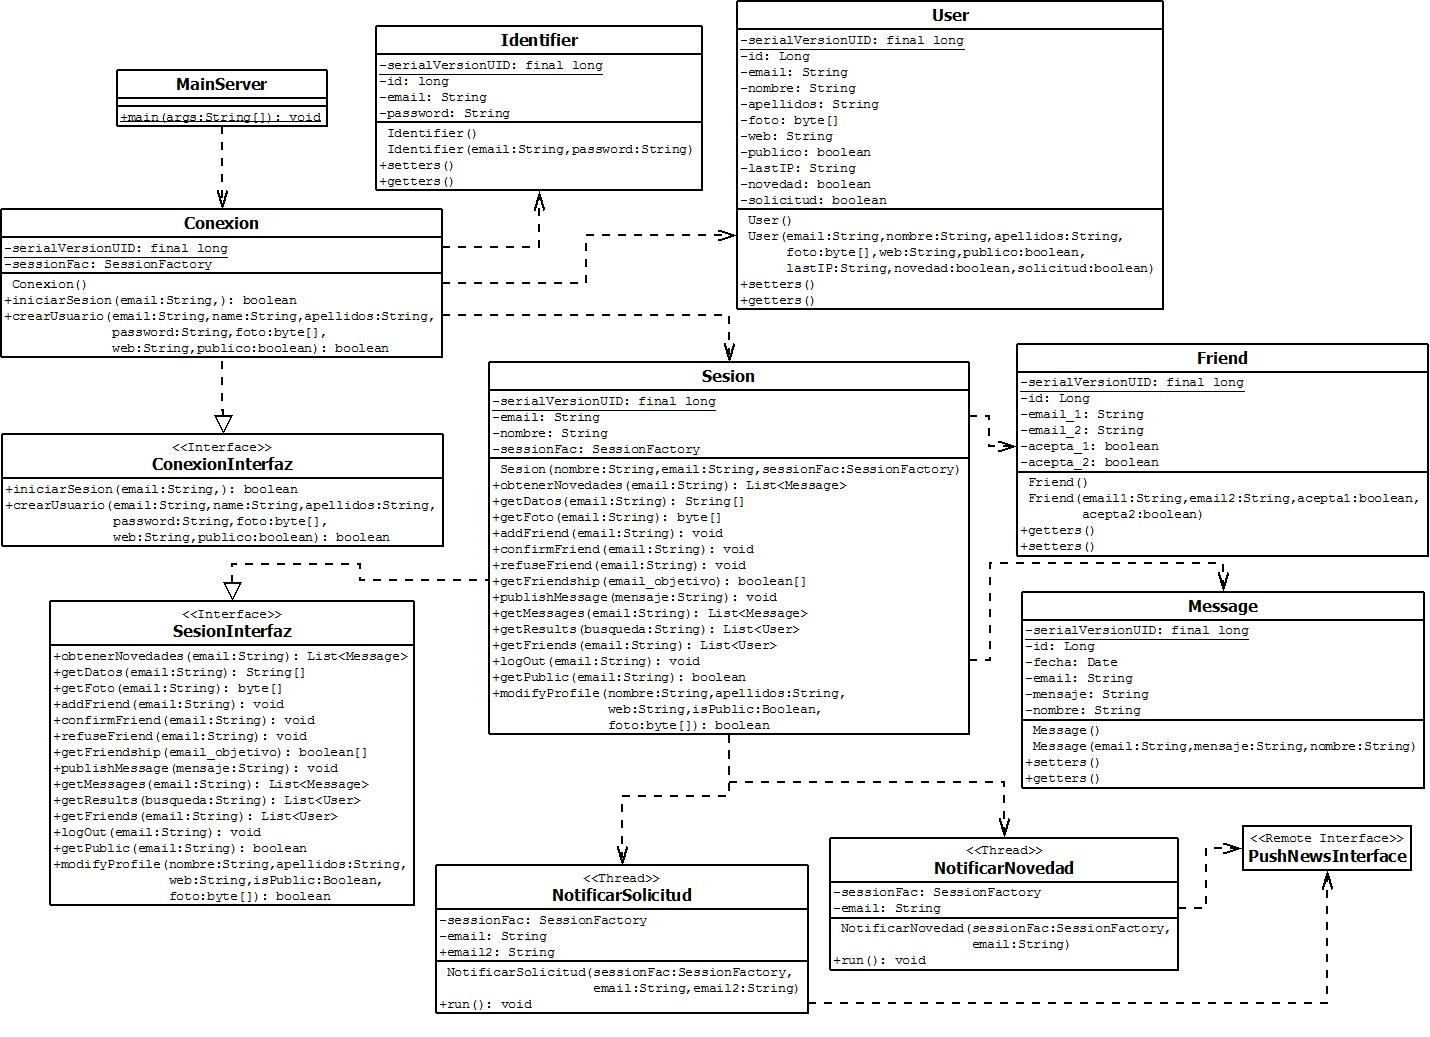 MainServer
+main(args:String[]): void
Identifier
-serialVersionUID: final long
-id: long
-email: String
-password: String
Identifier()
Identifier(email:String,password:String)
+setters()
+getters()
User
-serialVersionUID: final long
-id: Long
-email: String
-nombre: String
-apellidos: String
-foto: byte[]
-web: String
-publico: boolean
-lastIP: String
-novedad: boolean
-solicitud: boolean
User()
User(email:String,nombre:String,apellidos:String,
foto:byte[],web:String,publico:boolean,
lastIP:String,novedad:boolean,solicitud:boolean)
+setters()
+getters()
Conexion
-serialVersionUID: final long
-sessionFac: SessionFactory
Conexion()
+iniciarSesion(email:String,): boolean
+crearUsuario(email:String,name:String,apellidos:String,
password:String,foto:byte[],
web:String,publico:boolean): boolean
<<Interface>>
ConexionInterfaz
+iniciarSesion(email:String,): boolean
+crearUsuario(email:String,name:String,apellidos:String,
password:String,foto:byte[],
web:String,publico:boolean): boolean
Sesion
-serialVersionUID: final long
-email: String
-nombre: String
-sessionFac: SessionFactory
Sesion(nombre:String,email:String,sessionFac:SessionFactory)
+obtenerNovedades(email:String): List<Message>
+getDatos(email:String): String[]
+getFoto(email:String): byte[]
+addFriend(email:String): void
+confirmFriend(email:String): void
+refuseFriend(email:String): void
+getFriendship(email_objetivo): boolean[]
+publishMessage(mensaje:String): void
+getMessages(email:String): List<Message>
+getResults(busqueda:String): List<User>
+getFriends(email:String): List<User>
+logOut(email:String): void
+getPublic(email:String): boolean
+modifyProfile(nombre:String,apellidos:String,
web:String,isPublic:Boolean,
foto:byte[]): boolean
Friend
-serialVersionUID: final long
-id: Long
-email_1: String
-email_2: String
-acepta_1: boolean
-acepta_2: boolean
Friend()
Friend(email1:String,email2:String,acepta1:boolean,
acepta2:boolean)
+getters()
+setters()
<<Interface>>
SesionInterfaz
+obtenerNovedades(email:String): List<Message>
+getDatos(email:String): String[]
+getFoto(email:String): byte[]
+addFriend(email:String): void
+confirmFriend(email:String): void
+refuseFriend(email:String): void
+getFriendship(email_objetivo): boolean[]
+publishMessage(mensaje:String): void
+getMessages(email:String): List<Message>
+getResults(busqueda:String): List<User>
+getFriends(email:String): List<User>
+logOut(email:String): void
+getPublic(email:String): boolean
+modifyProfile(nombre:String,apellidos:String,
web:String,isPublic:Boolean,
foto:byte[]): boolean
Message
-serialVersionUID: final long
-id: Long
-fecha: Date
-email: String
-mensaje: String
-nombre: String
Message()
Message(email:String,mensaje:String,nombre:String)
+setters()
+getters()
<<Thread>>
NotificarSolicitud
-sessionFac: SessionFactory
-email: String
+email2: String
NotificarSolicitud(sessionFac:SessionFactory,
email:String,email2:String)
+run(): void
<<Thread>>
NotificarNovedad
-sessionFac: SessionFactory
-email: String
NotificarNovedad(sessionFac:SessionFactory,
email:String)
+run(): void
<<Remote Interface>>
PushNewsInterface